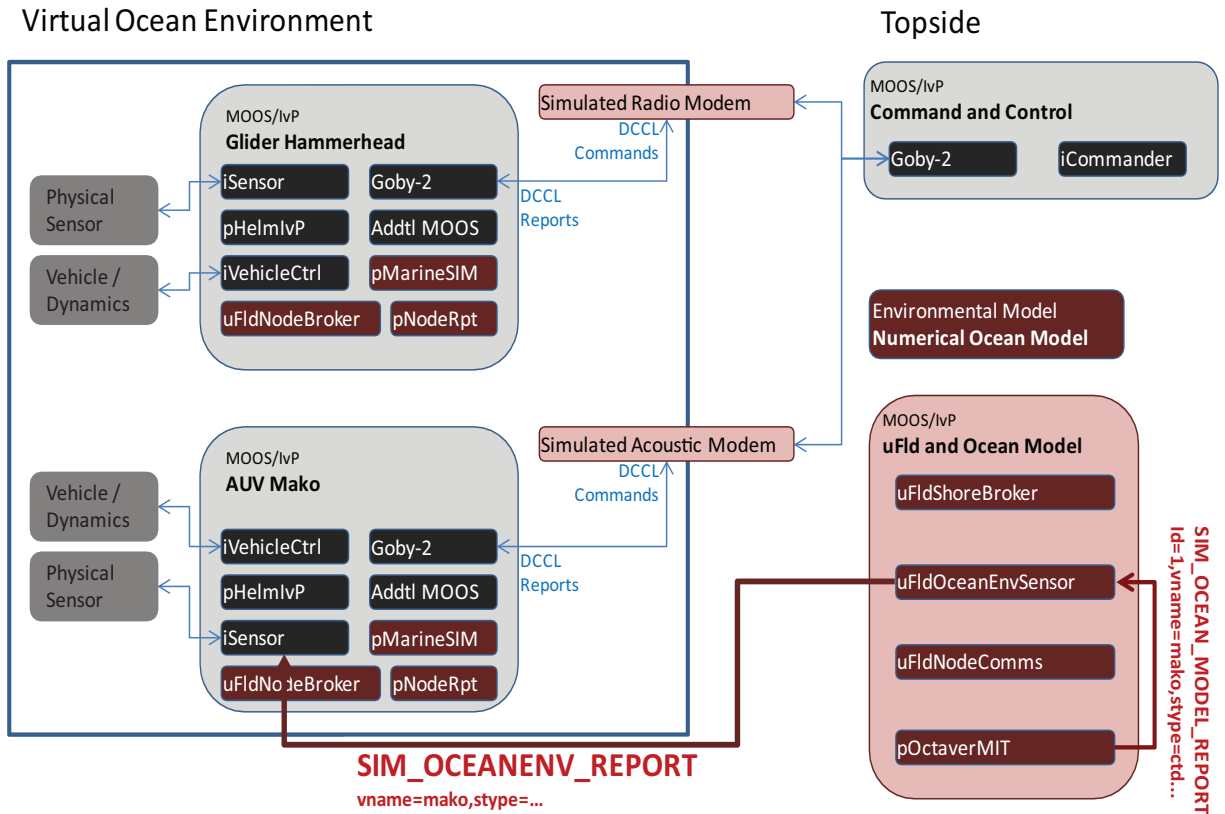 Virtual Ocean Environment
Topside
MOOS/IvP
Glider Hammerhead
iSensor
Goby-2
pHelmIvP
Addtl MOOS
iVehicleCtrl
pMarineSIM
uFldNodeBroker
pNodeRpt
Physical
Sensor
Vehicle /
Dynamics
Simulated Radio Modem
DCCL
Commands
DCCL
Reports
MOOS/IvP
Command and Control
Goby-2
iCommander
Environmental Model
Numerical Ocean Model
MOOS/IvP
AUV Mako
iVehicleCtrl
Goby-2
pHelmIvP
Addtl MOOS
iSensor
pMarineSIM
uFldNodeBroker
pNodeRpt
Vehicle /
Dynamics
Physical
Sensor
Simulated Acoustic Modem
DCCL
Commands
DCCL
Reports
MOOS/IvP
uFld and Ocean Model
uFldShoreBroker
uFldOceanEnvSensor
uFldNodeComms
pOctaverMIT
SIM_OCEAN_MODEL_REPORT
Id=1,vname=mako,stype=ctd...
SIM_OCEANENV_REPORT
vname=mako,stype=...